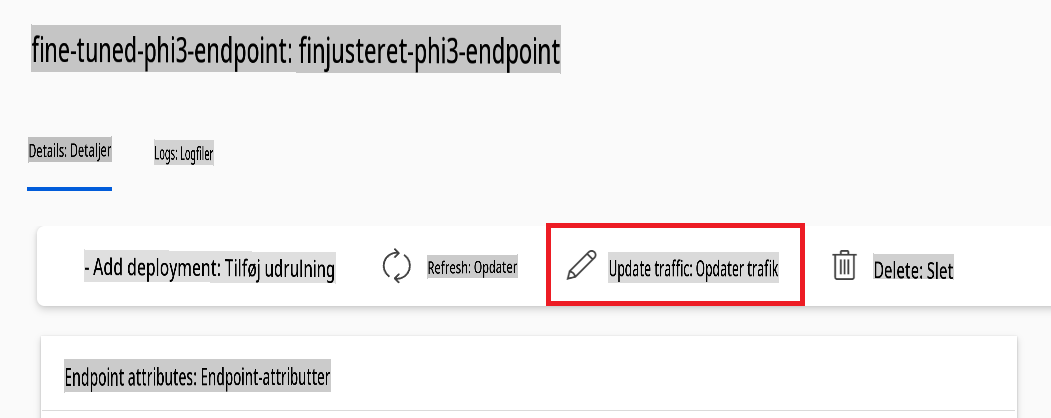 fine-tuned-phi3-endpoint: finjusteret-phi3-endpoint
Details: Detaljer
Logs: Logfiler
- Add deployment: Tilføj udrulning
Refresh: Opdater
Update traffic: Opdater trafik
Delete: Slet
Endpoint attributes: Endpoint-attributter